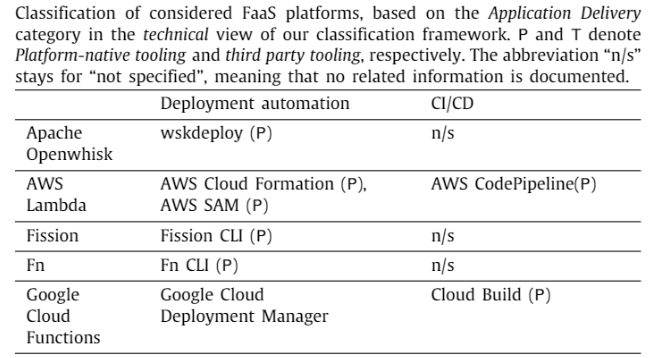 Classification of considered FaaS platforms, based on the Application Delivery
category in the technical view of our classification framework. P and T denote
Platform-native tooling and third party tooling, respectively. The abbreviation “n/s”
stays for “not specified”, meaning that no related information is documented.
Deployment automation CI/CD
Apache wskdeploy (P) n/s
Openwhisk
AWS AWS Cloud Formation (P), AWS CodePipeline(P)
Lambda AWS SAM (P)
Fission Fission CLI (P) n/s
Fn Fn CLI (P) n/s
Google Google Cloud Cloud Build (P)
Cloud Deployment Manager
Functions